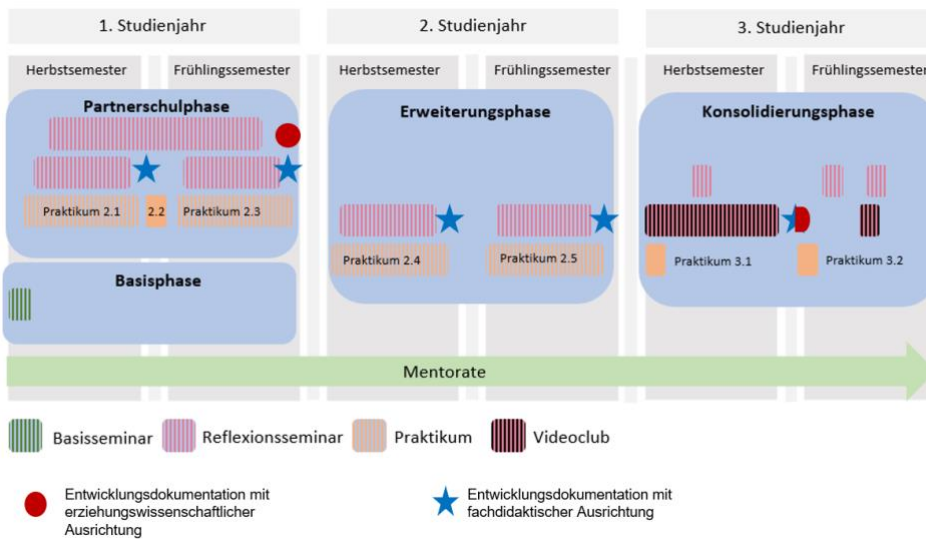 1. Studienjahr
2. Studienjahr
3. Studienjahr
Herbstsemester
Frühlingssemester
Herbstsemester
Frühlingssemester
Herbstsemester
Frühlingssemester
Partnerschulphase
Erweiterungsphase
Konsolidierungsphase
Praktikum 2.1
2.2
Praktikum 2.3
Praktikum 2.4
Praktikum 2.5
Praktikum 3.1
Praktikum 3.2
Basisphase
Mentorate
Basisseminar
Reflexionsseminar
Praktikum
Videoclub
Entwicklungsdokumentation mit
erziehungswissenschaftlicher
Ausrichtung
Entwicklungsdokumentation mit
fachdidaktischer Ausrichtung